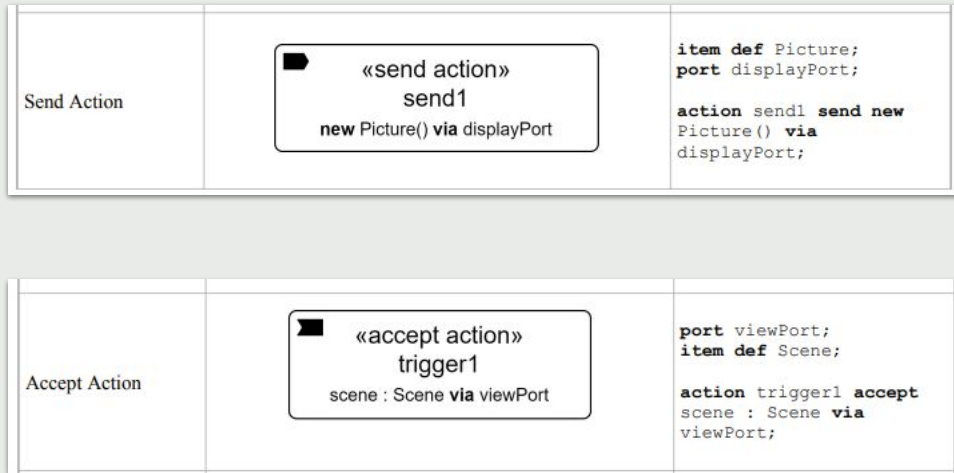 Send Action
«send action»
send1
new Picture() via displayPort
item def Picture;
port displayPort;
action send1 send new
Picture() via
displayPort;
Accept Action
«accept action»
trigger1
scene : Scene via viewPort
port viewPort;
item def Scene;
action trigger1 accept
scene : Scene via
viewPort;